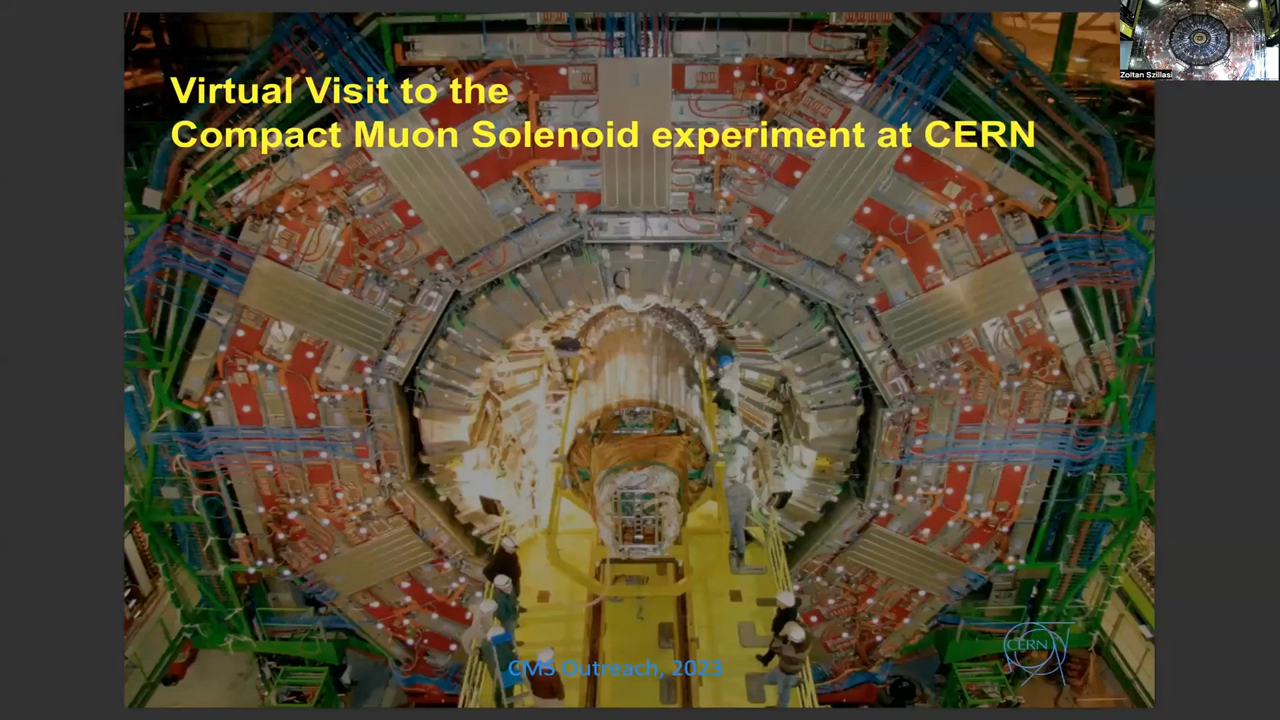 Virtual Visit to the
Compact Muon Solenoid experiment at CERN
Zoltan Szillasi
CMS Outreach, 2023
CERN